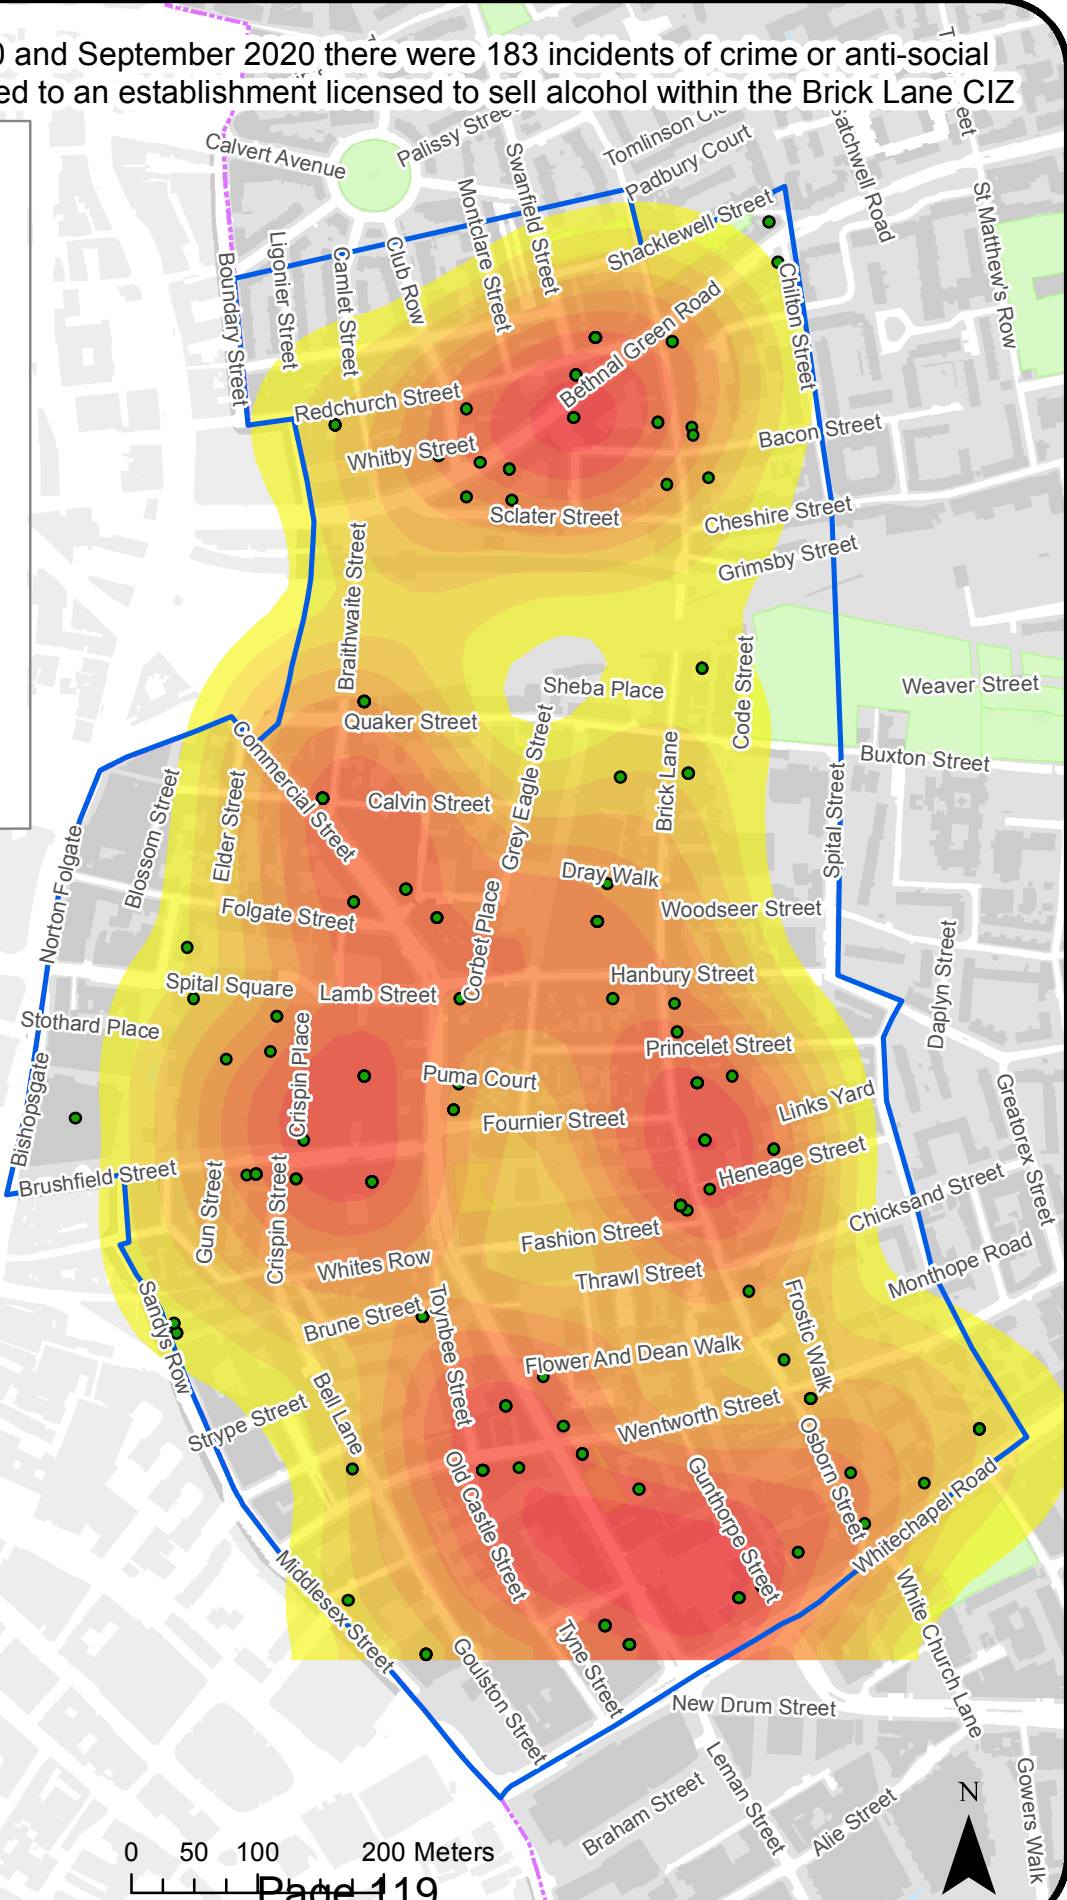 0 and September 2020 there were 183 incidents of crime or anti-social
ed to an establishment licensed to sell alcohol within the Brick Lane CIZ
Calvert Avenue
Palissy Street
Tomlinson Cl
Padbury Court
Satchwell Road
St Matthew's Row
Swanfield Street
Montclare Street
Shacklewell Street
Boundary Street
Ligonier Street
Camlet Street
Club Row
Chilton Street
Bethnal Green Road
Redchurch Street
Whitby Street
Bacon Street
Sclater Street
Cheshire Street
Grimsby Street
Braithwaite Street
Sheba Place
Code Street
Weaver Street
Quaker Street
Commercial Street
Grey Eagle Street
Brick Lane
Buxton Street
Spital Street
Blossom Street
Elder Street
Calvin Street
Norton Folgate
Dray Walk
Folgate Street
Corbet Place
Woodseer Street
Daplyn Street
Spital Square
Lamb Street
Hanbury Street
Stothard Place
Crispin Place
Princelet Street
Puma Court
Links Yard
Greatorex Street
Bishopsgate
Fournier Street
Heneage Street
Brushfield Street
Gun Street
Crispin Street
Chicksand Street
Fashion Street
Whites Row
Thrawl Street
Monthope Road
Sandys Row
Brune Street
Toynbee Street
Frostic Walk
Flower And Dean Walk
Bell Lane
Strype Street
Wentworth Street
Old Castle Street
Osborn Street
Gunthorpe Street
Whitechapel Road
Middlesex Street
White Church Lane
Goulston Street
Tyne Street
New Drum Street
Leman Street
Braham Street
Alie Street
Gowers Walk
N
0 50 100 200 Meters
Page 119